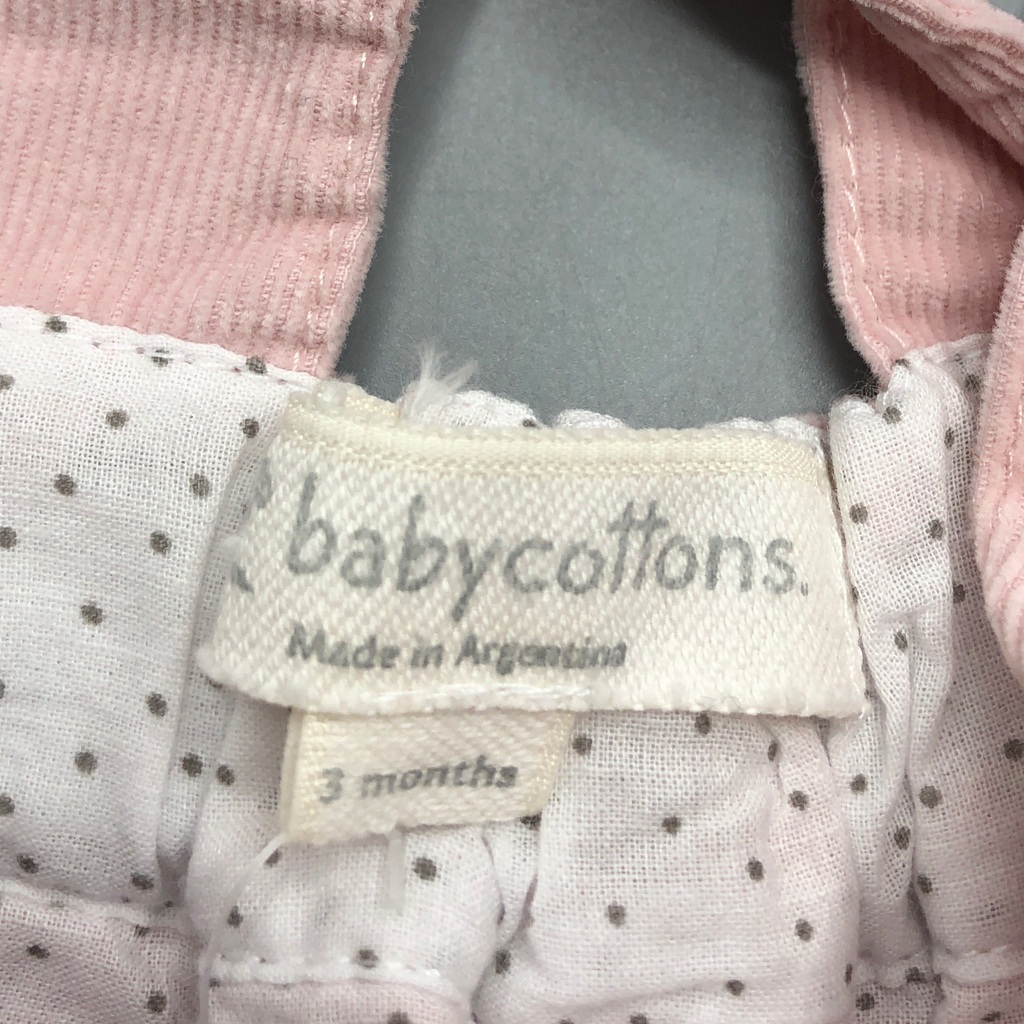 babycottons.
Made in Argentina
3 months